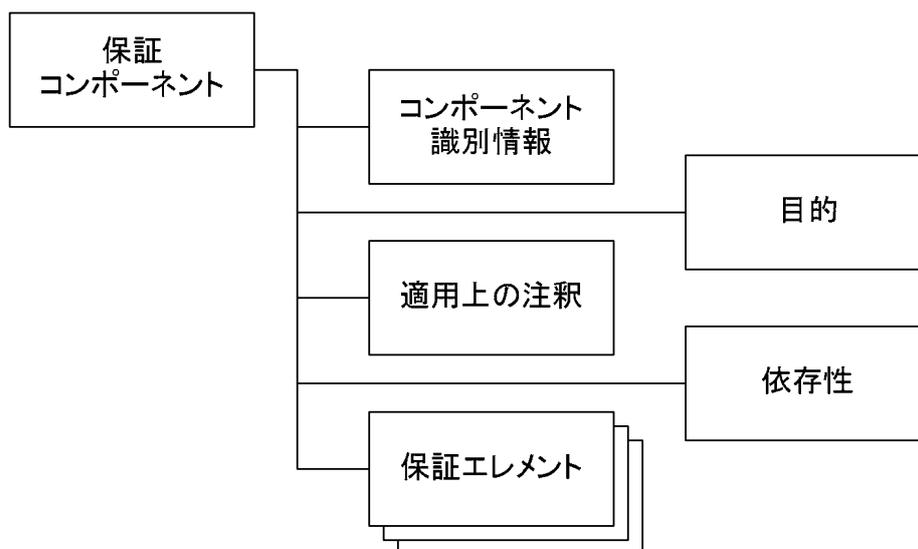 保証
コンポーネント
コンポーネント
識別情報
目的
適用上の注釈
依存性
保証エレメント